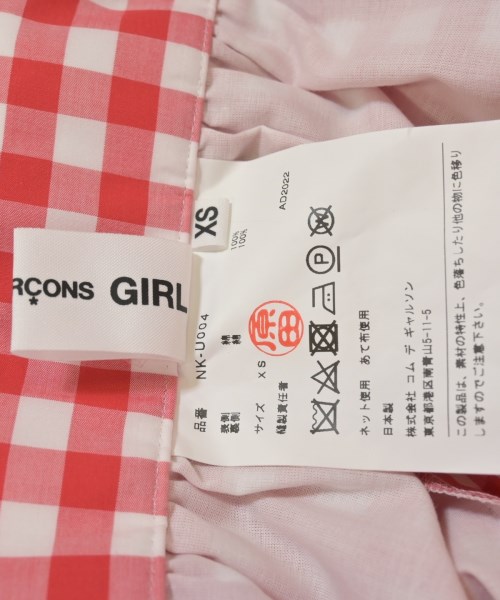 RÇONS GIRL
XS
AD2022
品番 NK-U004
表側 綿 100%
裏側 綿 100%
サイズ XS
縫製責任者 原田
P
ネット使用 あて布使用
日本製
株式会社 コム デ ギャルソン
東京都港区南青山5-11-5
この製品は、素材の特性上、色落ちしたり他の物に色移り
しますのでご注意下さい。